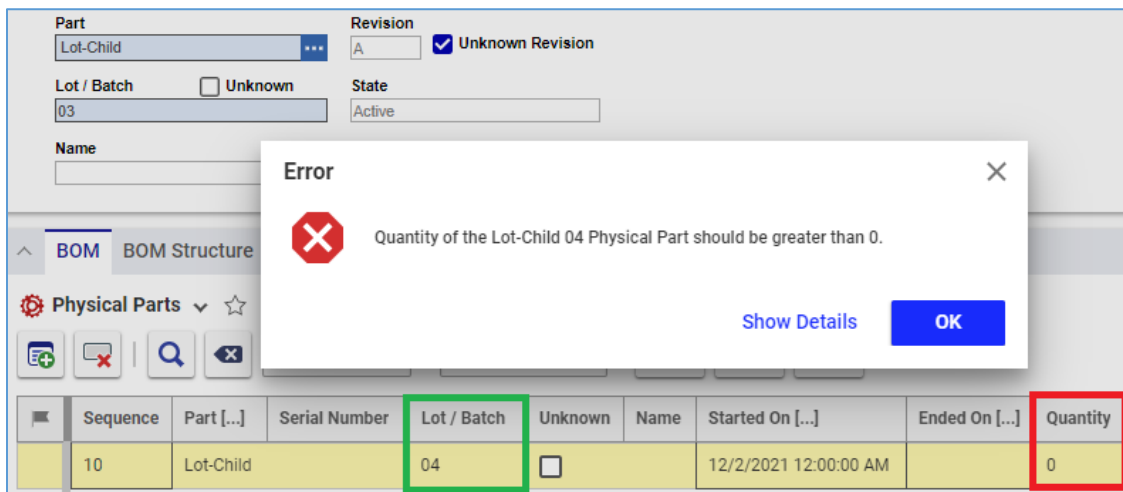 Part Revision
Lot-Child ... A Unknown Revision
Lot / Batch Unknown State
03 Active
Name
Error
Quantity of the Lot-Child 04 Physical Part should be greater than 0.
BOM BOM Structure
Physical Parts
Show Details OK
Sequence Part [...] Serial Number Lot / Batch Unknown Name Started On [...] Ended On [...] Quantity
10 Lot-Child 04 12/2/2021 12:00:00 AM 0